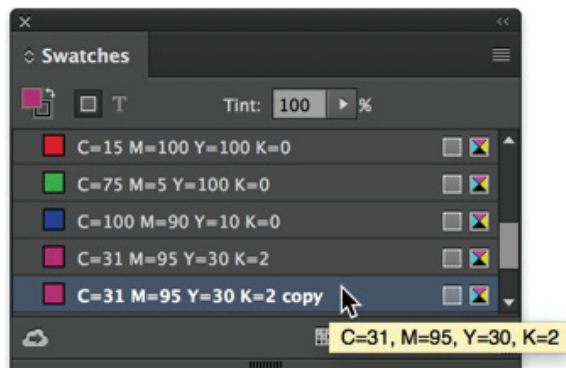 Swatches
T Tint: 100 %
C=15 M=100 Y=100 K=0
C=75 M=5 Y=100 K=0
C=100 M=90 Y=10 K=0
C=31 M=95 Y=30 K=2
C=31 M=95 Y=30 K=2 copy
C=31, M=95, Y=30, K=2